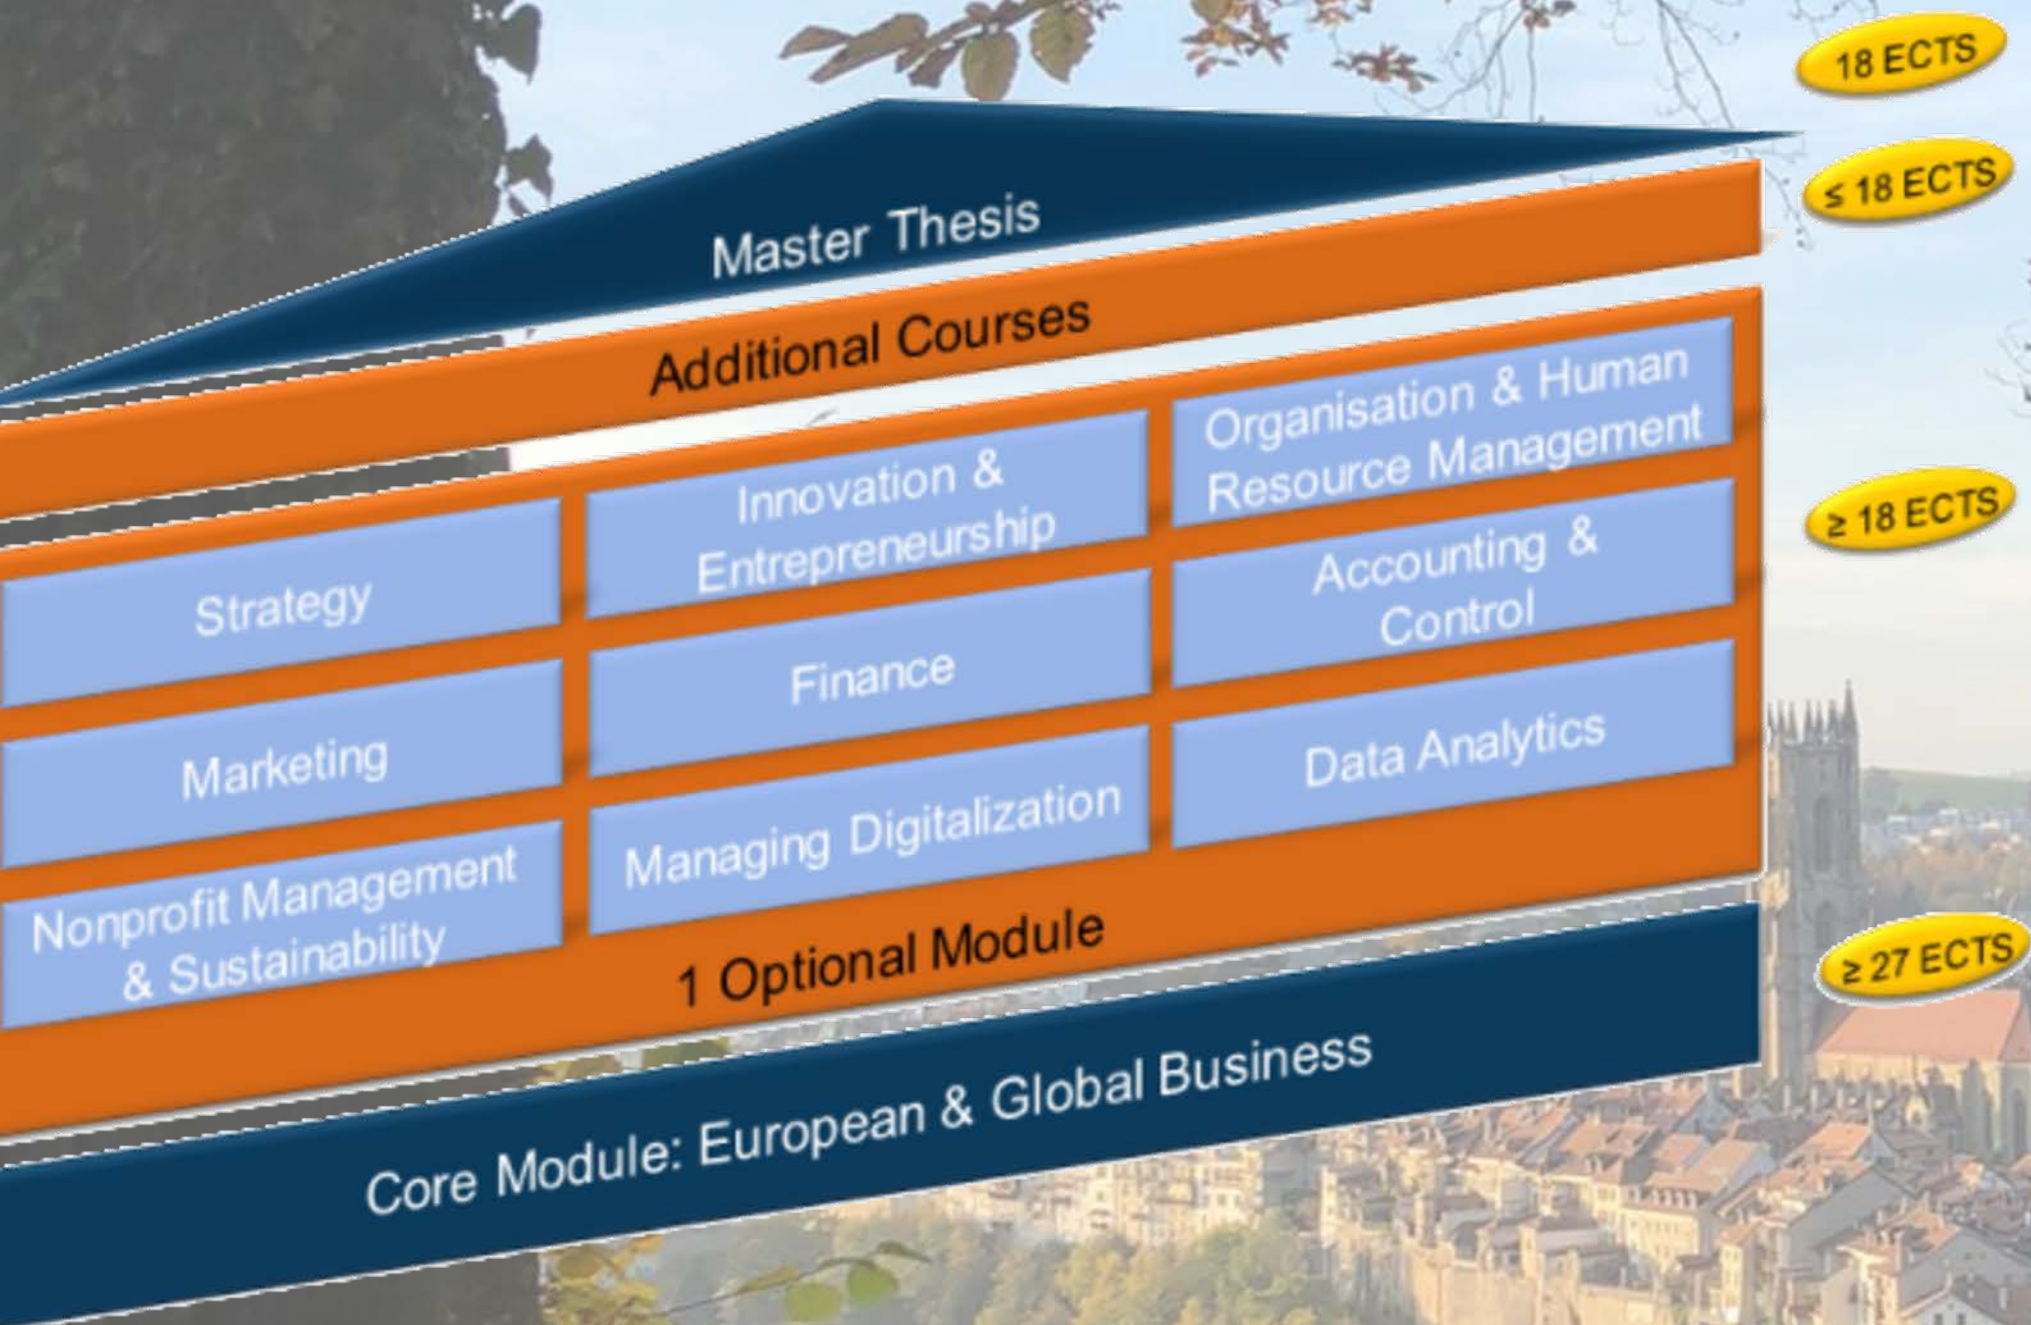 18 ECTS
Master Thesis
≤ 18 ECTS
Additional Courses
Strategy
Innovation &
Entrepreneurship
Organisation & Human
Resource Management
≥ 18 ECTS
Marketing
Finance
Accounting &
Control
Nonprofit Management
& Sustainability
Managing Digitalization
Data Analytics
1 Optional Module
Core Module: European & Global Business
≥ 27 ECTS